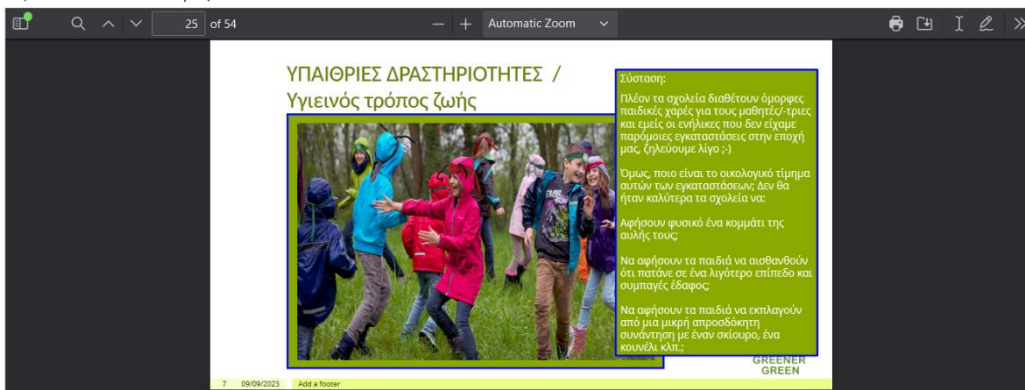 25 of 54
Automatic Zoom
ΥΠΑΙΘΡΙΕΣ ΔΡΑΣΤΗΡΙΟΤΗΤΕΣ /
Υγιεινός τρόπος ζωής
Σύσταση:
Πλέον τα σχολεία διαθέτουν όμορφες
παιδικές χαρές για τους μαθητές/-τριες
και εμείς οι ενήλικες που δεν είχαμε
παρόμοιες εγκαταστάσεις στην εποχή
μας, ζηλεύουμε λίγο ;-)
Όμως, ποιο είναι το οικολογικό τίμημα
αυτών των εγκαταστάσεων; Δεν θα
ήταν καλύτερα τα σχολεία να:
Αφήσουν φυσικό ένα κομμάτι της
αυλής τους;
Να αφήσουν τα παιδιά να αισθανθούν
ότι πατάνε σε ένα λιγότερο επίπεδο και
συμπαγές έδαφος;
Να αφήσουν τα παιδιά να εκπλαγούν
από μια μικρή απροσδόκητη
συνάντηση με έναν σκίουρο, ένα
κουνέλι κλπ.;
GREENER
GREEN
7 09/09/2023 Add a footer